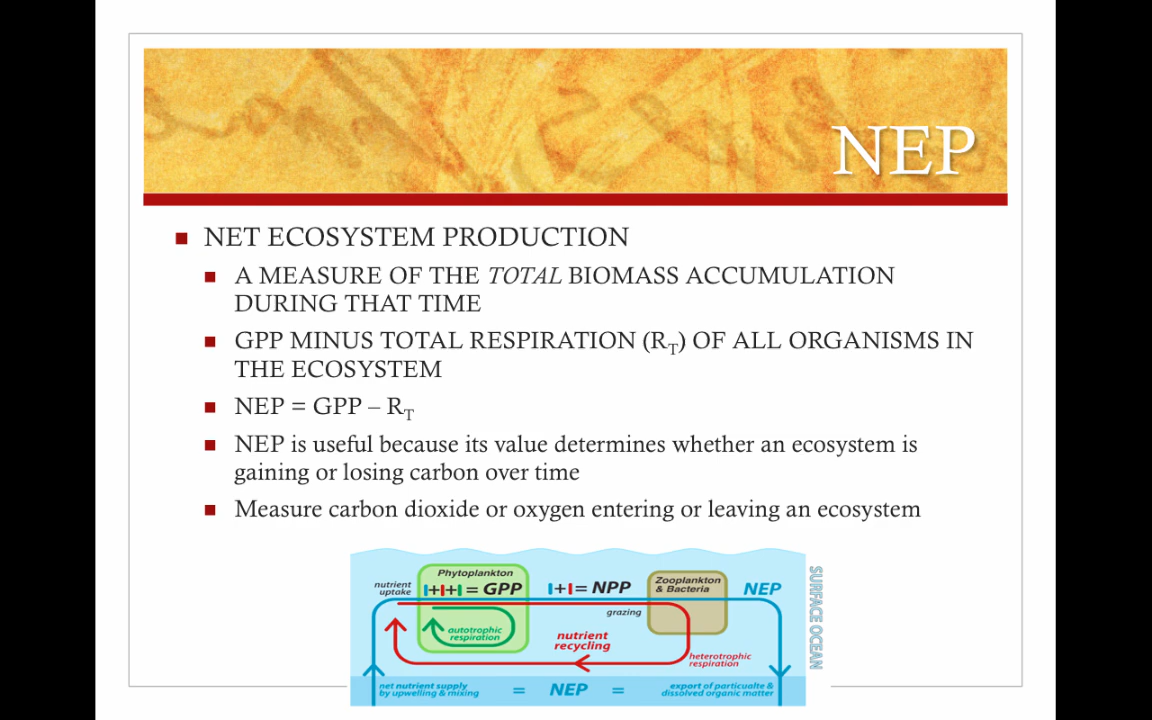 NEP
NET ECOSYSTEM PRODUCTION
A MEASURE OF THE TOTAL BIOMASS ACCUMULATION
DURING THAT TIME
GPP MINUS TOTAL RESPIRATION (RT) OF ALL ORGANISMS IN
THE ECOSYSTEM
NEP = GPP – RT
NEP is useful because its value determines whether an ecosystem is
gaining or losing carbon over time
Measure carbon dioxide or oxygen entering or leaving an ecosystem
nutrient
uptake
Phytoplankton
I+I+I = GPP
autotrophic
respiration
I+I= NPP
grazing
nutrient
recycling
Zooplankton
& Bacteria
heterotrophic
respiration
NEP
SURFACE OCEAN
net nutrient supply
by upwelling & mixing
= NEP =
export of particualte &
dissolved organic matter